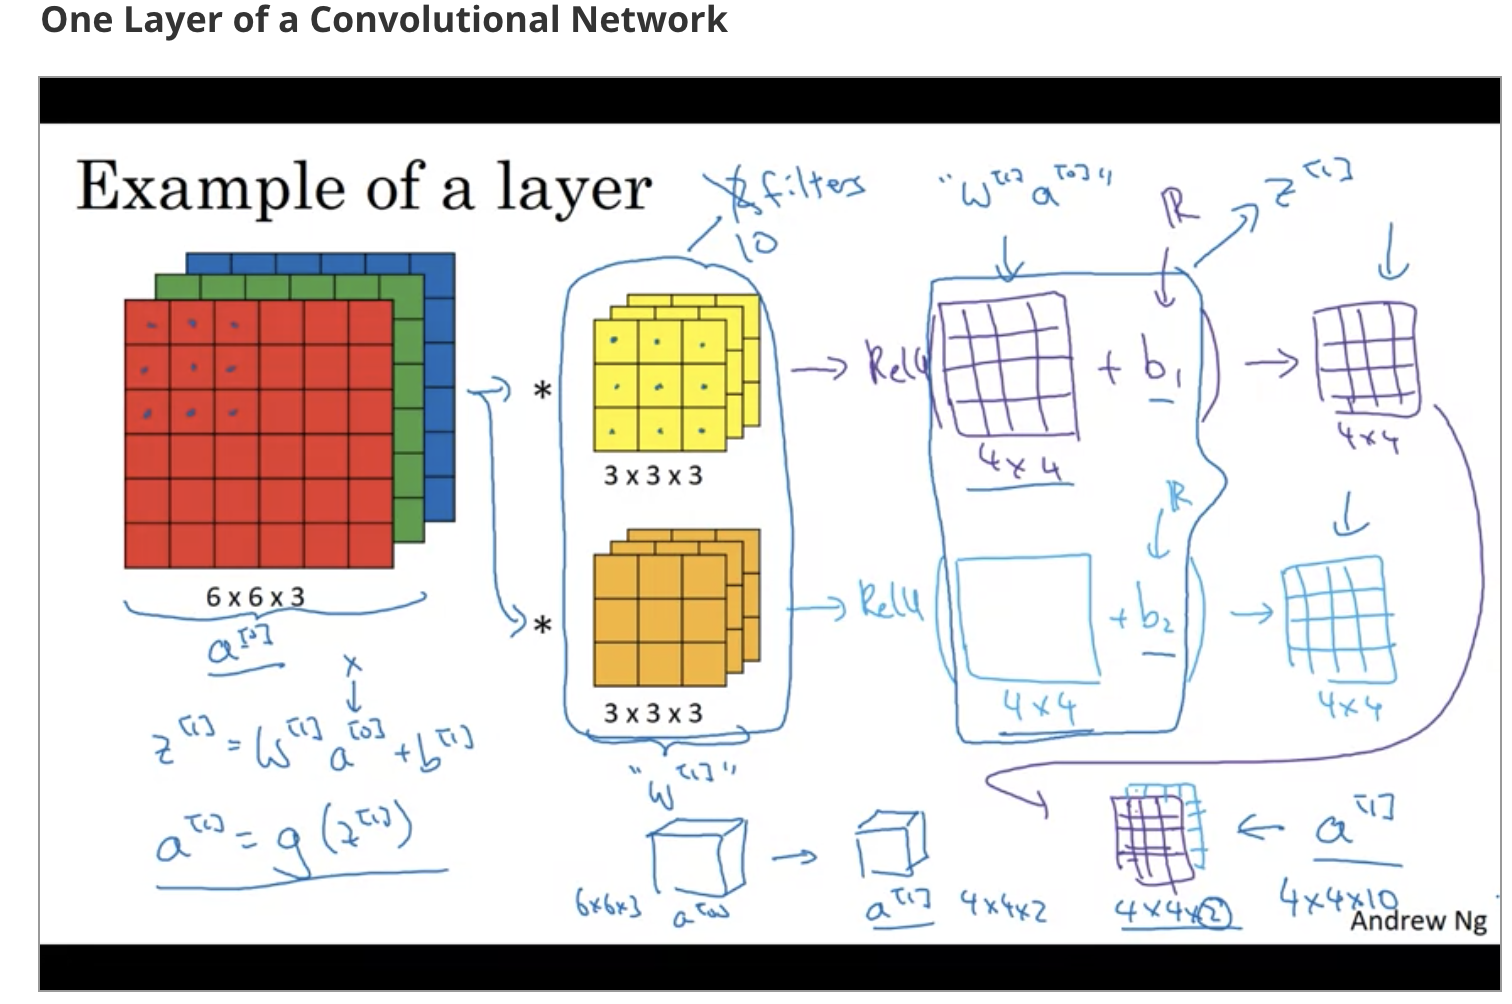 One Layer of a Convolutional Network
Example of a layer
2 filters
10
"W[1] a[0]"
ℝ
z[1]
*
→ ReLU( + b1 ) →
3 x 3 x 3
4x4
4x4
6 x 6 x 3
ℝ
*
→ ReLU( + b2 ) →
a[0]
x
3 x 3 x 3
4x4
4x4
z[1] = W[1] a[0] + b[1]
"W[1]"
a[1] = g(z[1])
6x6x3 a[0] → a[1] 4x4x2
4x4x2
← a[1]
4x4x10
Andrew Ng